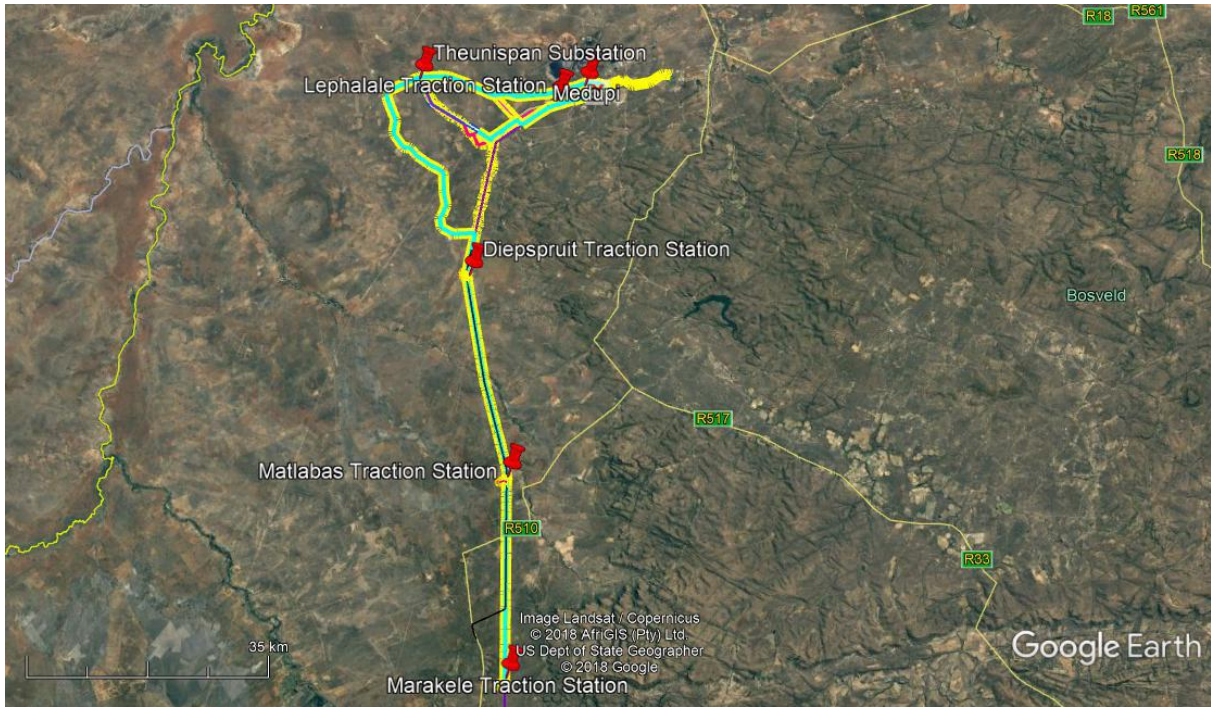 R18
R561
Theunispan Substation
Lephalale Traction Station
Medupi
R518
Diepspruit Traction Station
Bosveld
R517
Matlabas Traction Station
R510
R33
Image Landsat / Copernicus
© 2018 AfriGIS (Pty) Ltd.
US Dept of State Geographer
© 2018 Google
35 km
Google Earth
Marakele Traction Station